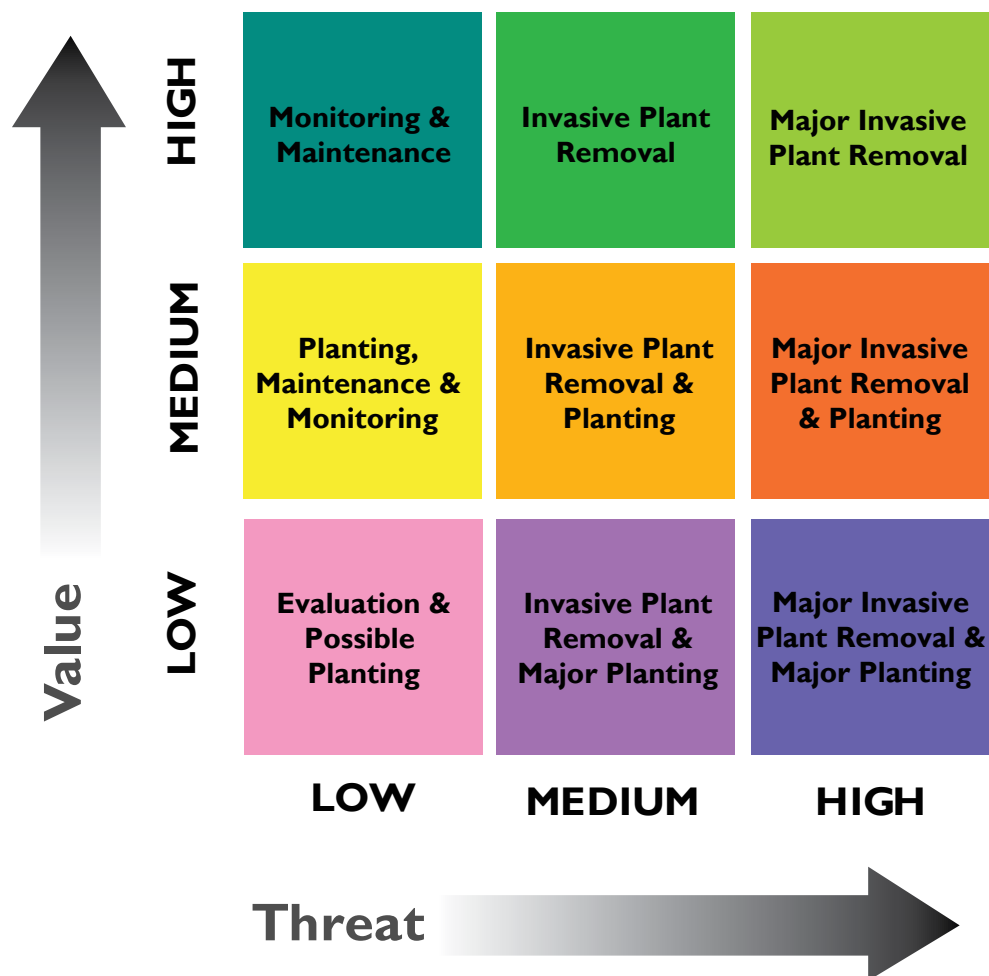 HIGH
Monitoring &
Maintenance
Invasive Plant
Removal
Major Invasive
Plant Removal
MEDIUM
Planting,
Maintenance &
Monitoring
Invasive Plant
Removal &
Planting
Major Invasive
Plant Removal
& Planting
Value
LOW
Evaluation &
Possible
Planting
Invasive Plant
Removal &
Major Planting
Major Invasive
Plant Removal &
Major Planting
LOW
MEDIUM
HIGH
Threat